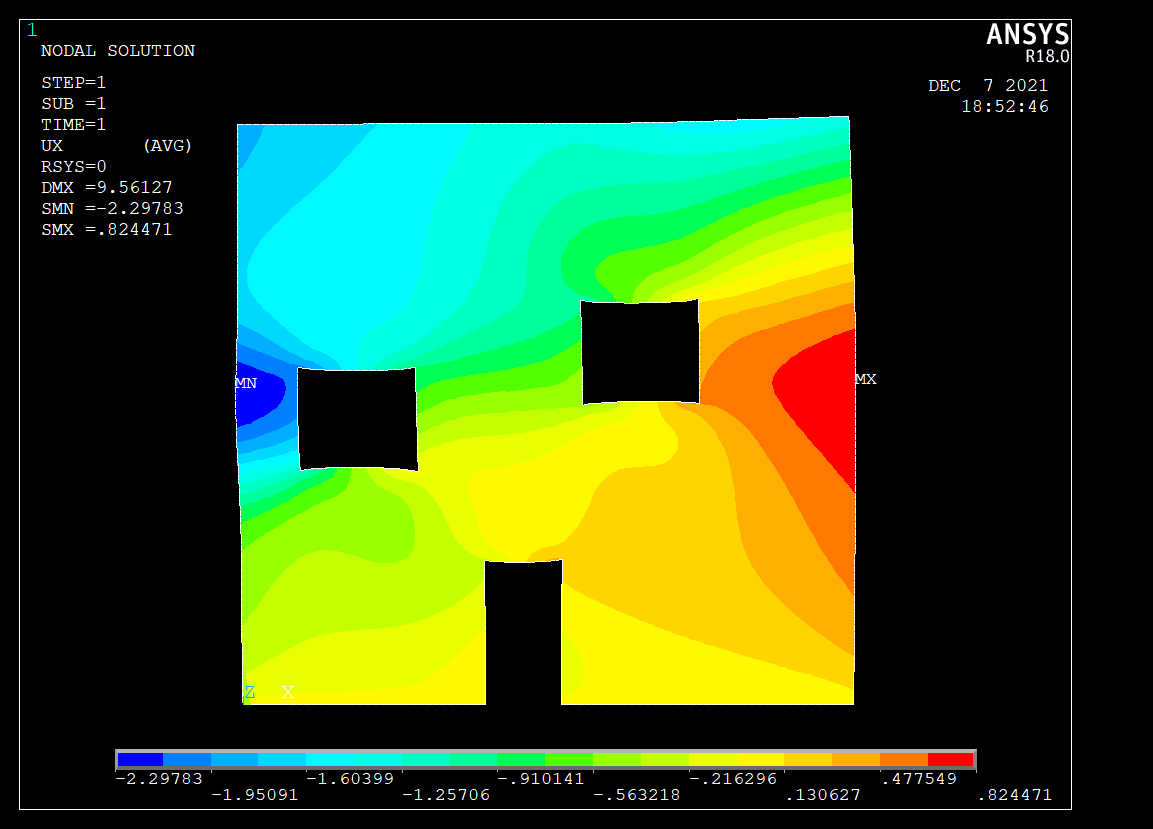 1
ANSYS
R18.0
NODAL SOLUTION
DEC 7 2021
18:52:46
STEP=1
SUB =1
TIME=1
UX (AVG)
RSYS=0
DMX =9.56127
SMN =-2.29783
SMX =.824471
MN
MX
Z X
-2.29783 -1.60399 -.910141 -.216296 .477549
-1.95091 -1.25706 -.563218 .130627 .824471